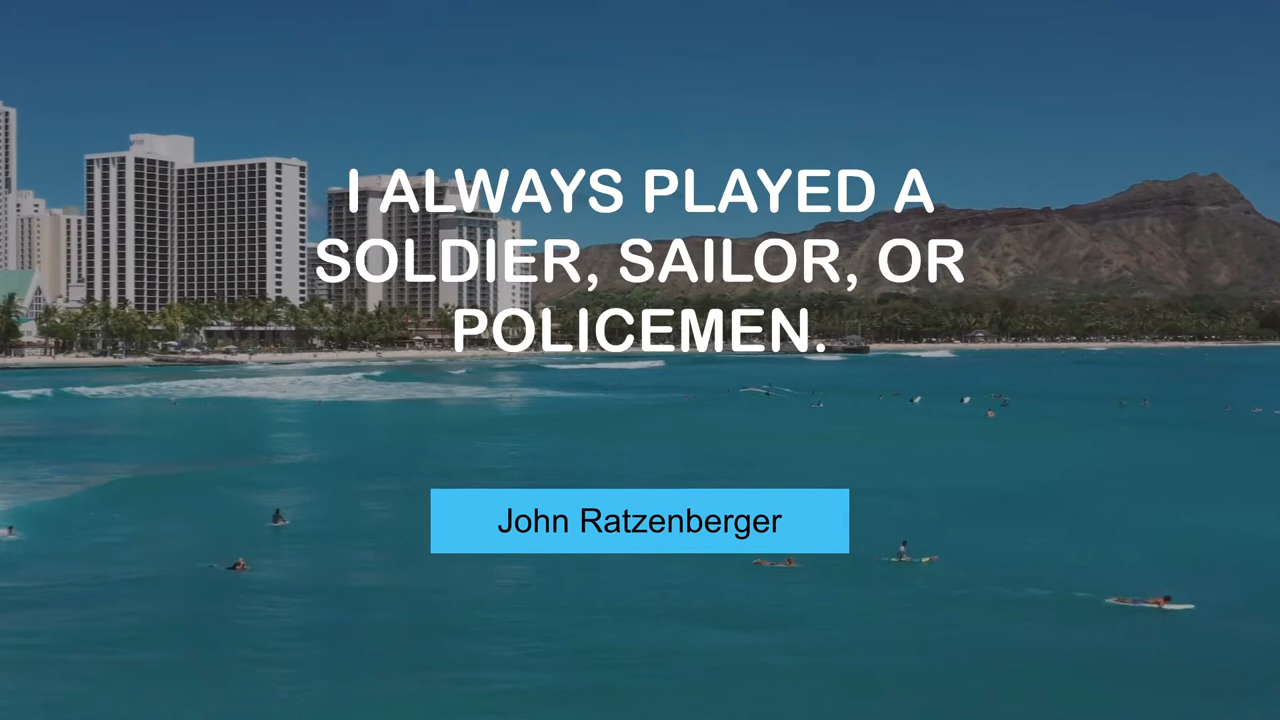 I ALWAYS PLAYED A
SOLDIER, SAILOR, OR
POLICEMEN.
John Ratzenberger